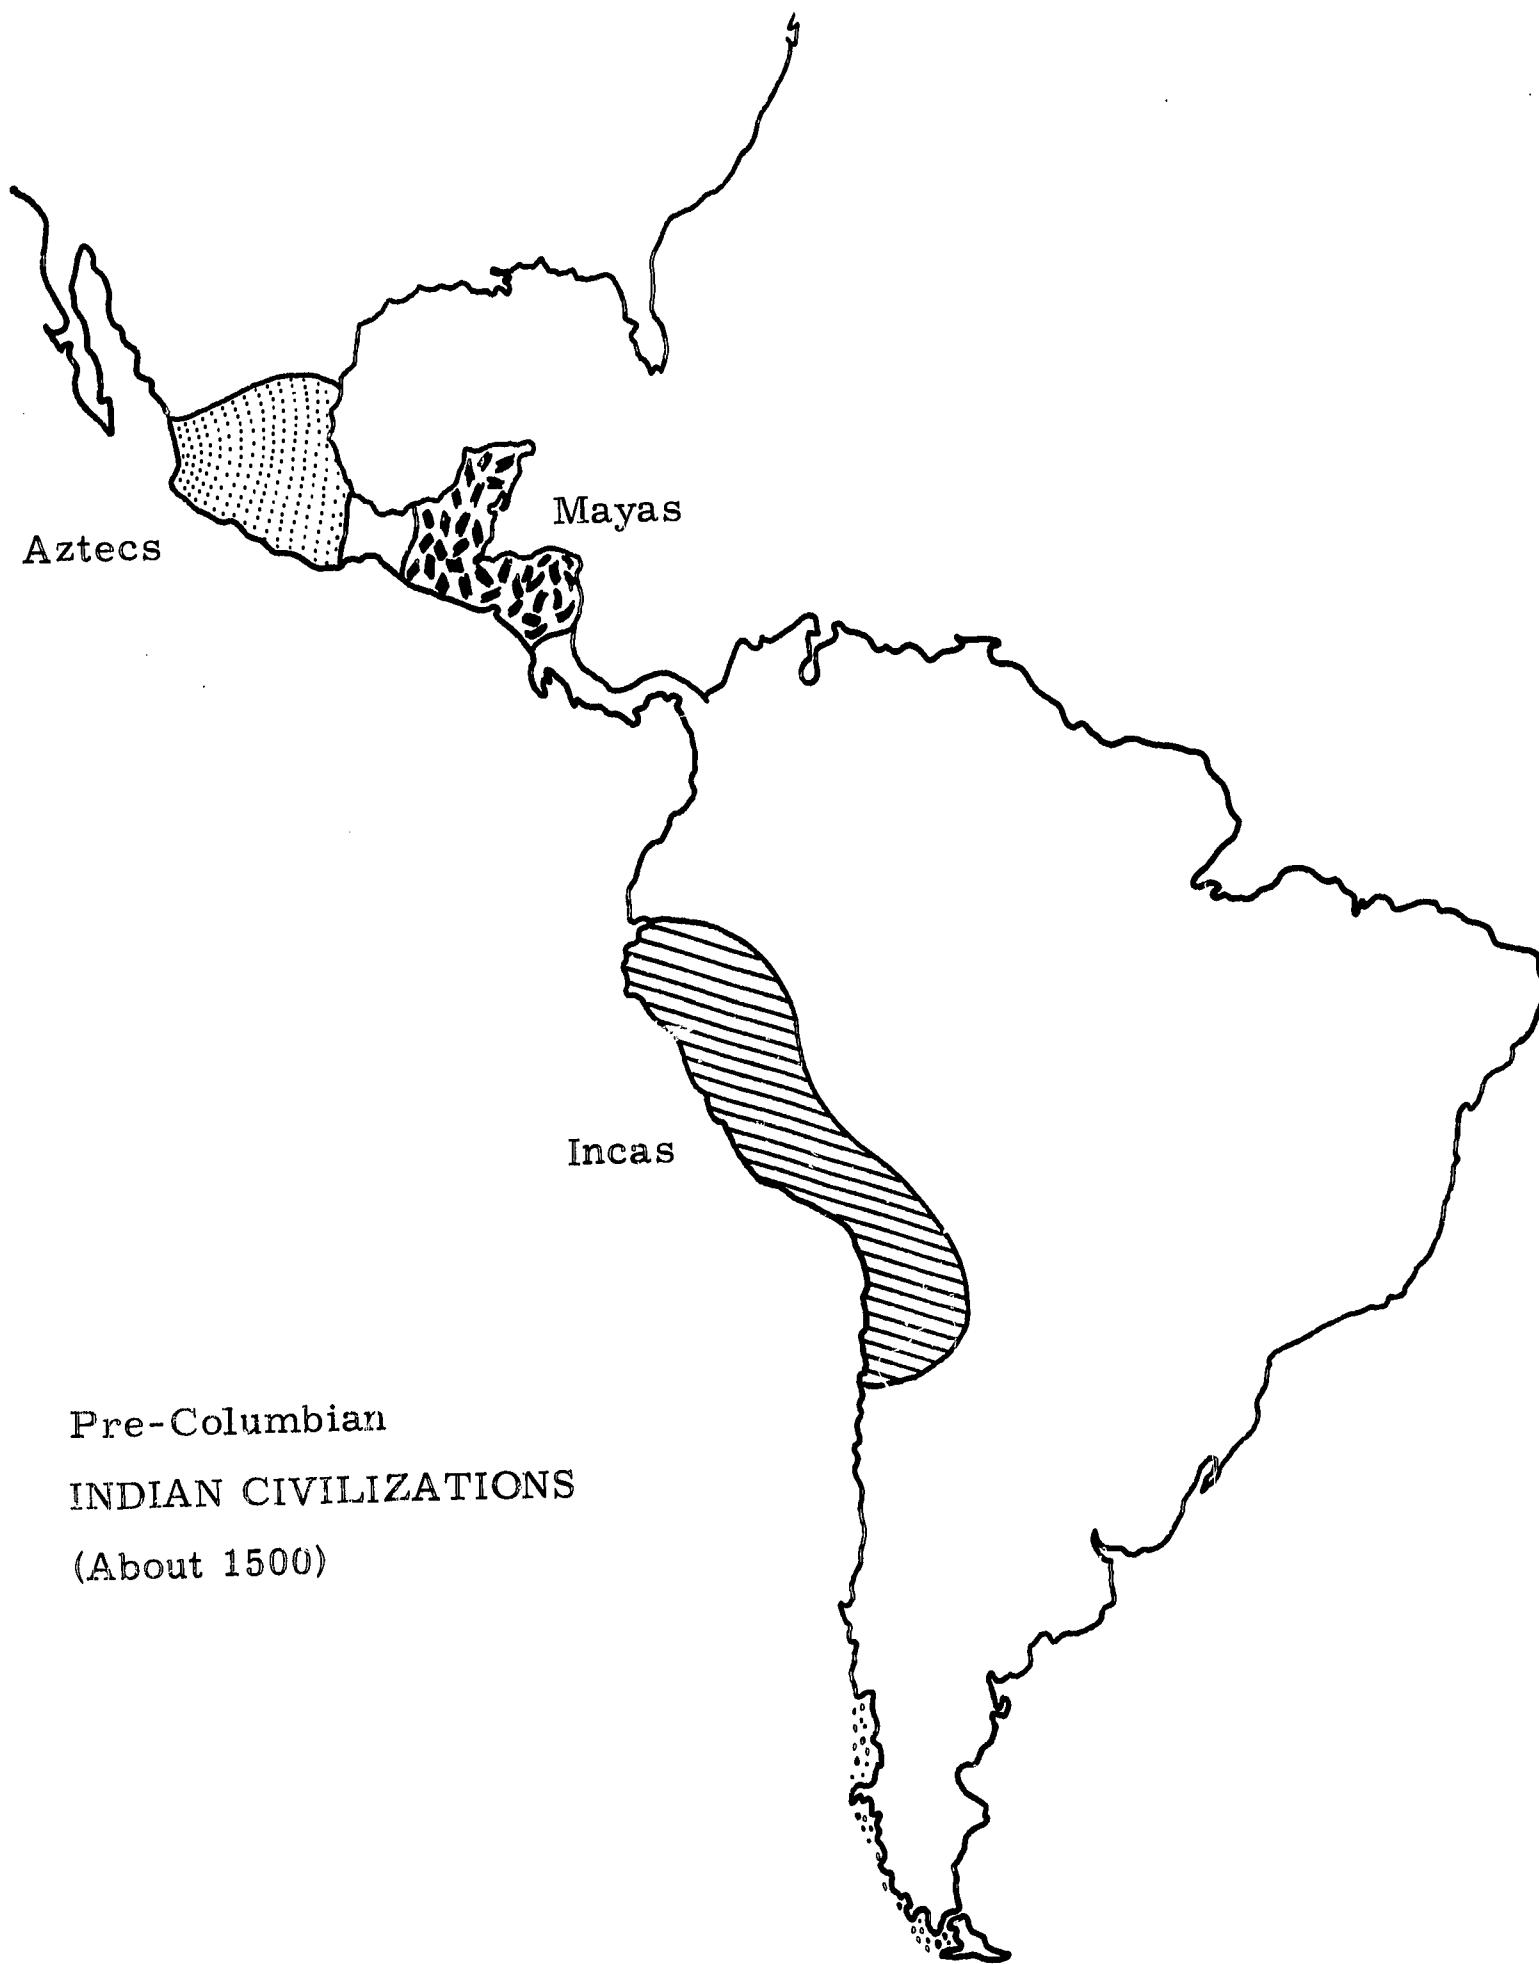 Mayas
Aztecs
Incas
Pre-Columbian
INDIAN CIVILIZATIONS
(About 1500)